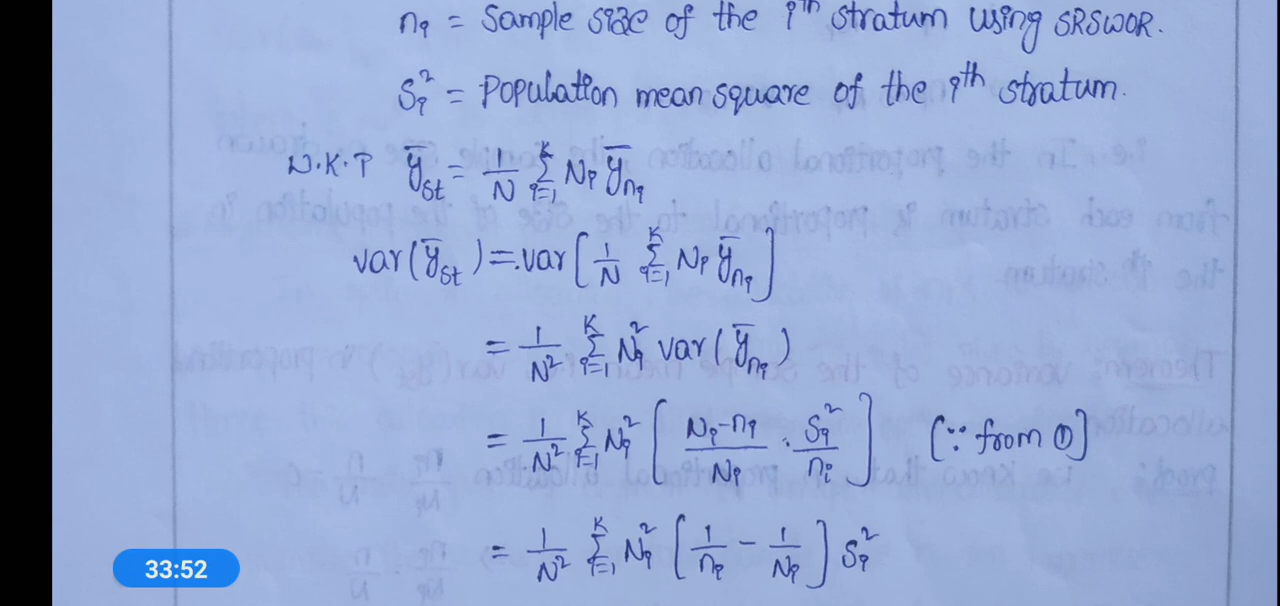 nᵢ = Sample size of the iᵗʰ stratum using SRSWOR.
Sᵢ² = Population mean square of the iᵗʰ stratum.
W.K.T ȳst = 1/N Σᵢ₌₁ᴷ Nᵢ ȳnᵢ
var(ȳst) = var[1/N Σᵢ₌₁ᴷ Nᵢ ȳnᵢ]
= 1/N² Σᵢ₌₁ᴷ Nᵢ² var(ȳnᵢ)
= 1/N² Σᵢ₌₁ᴷ Nᵢ² [(Nᵢ-nᵢ)/Nᵢ . Sᵢ²/nᵢ] [∵ from ①]
= 1/N² Σᵢ₌₁ᴷ Nᵢ² [1/nᵢ - 1/Nᵢ] Sᵢ²
33:52